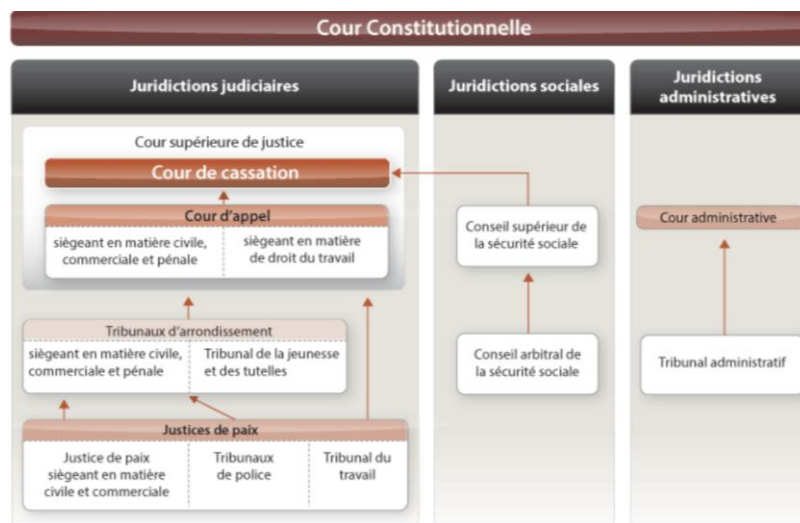 Cour Constitutionnelle
Juridictions judiciaires
Juridictions sociales
Juridictions
administratives
Cour supérieure de justice
Cour de cassation
Cour d'appel
siègeant en matière civile,
commerciale et pénale
siègeant en matière
de droit du travail
Conseil supérieur de
la sécurité sociale
Cour administrative
Tribunaux d'arrondissement
siègeant en matière civile,
commerciale et pénale
Tribunal de la jeunesse
et des tutelles
Conseil arbitral de
la sécurité sociale
Tribunal administratif
Justices de paix
Justice de paix
siègeant en matière
civile et commerciale
Tribunaux
de police
Tribunal du
travail